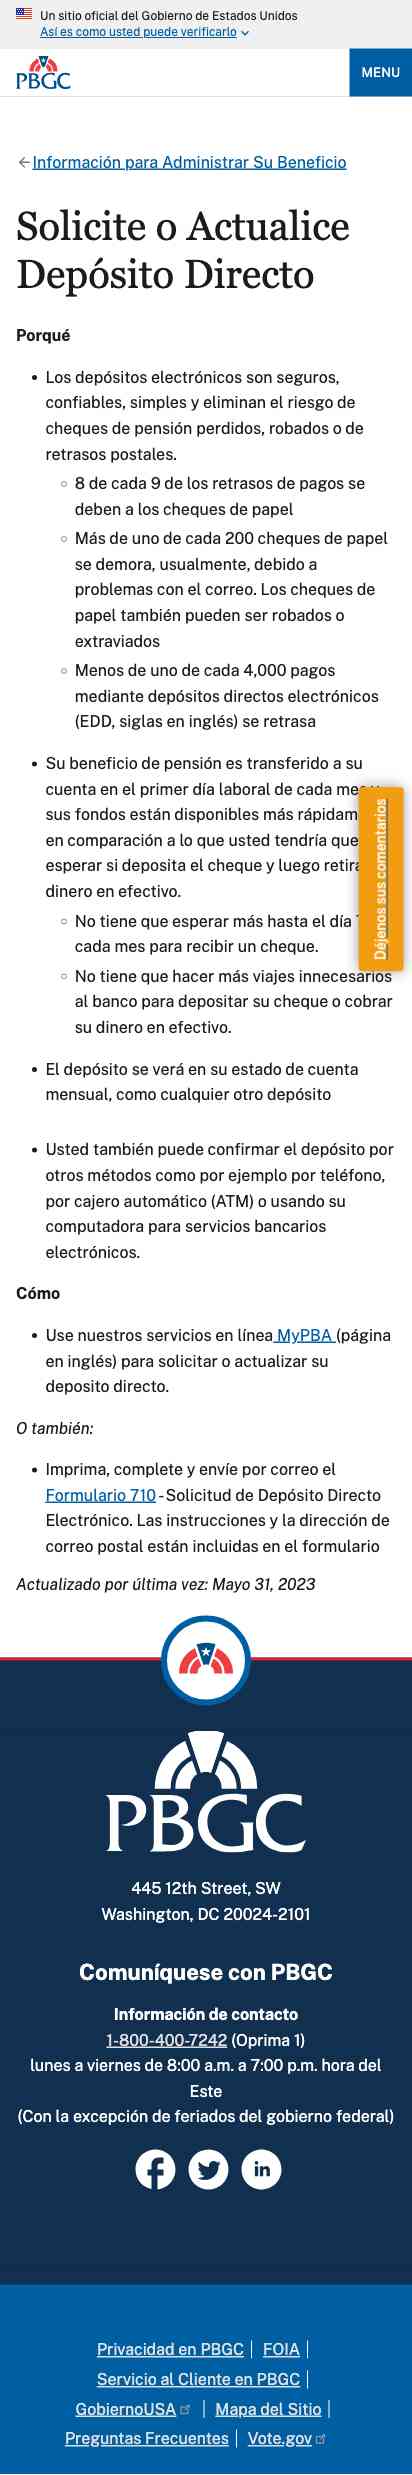 Un sitio oficial del Gobierno de Estados Unidos
Así es como usted puede verificarlo
PBGC
MENU
Información para Administrar Su Beneficio
Solicite o Actualice
Depósito Directo
Porqué
• Los depósitos electrónicos son seguros,
confiables, simples y eliminan el riesgo de
cheques de pensión perdidos, robados o de
retrasos postales.
◦ 8 de cada 9 de los retrasos de pagos se
deben a los cheques de papel
◦ Más de uno de cada 200 cheques de papel
se demora, usualmente, debido a
problemas con el correo. Los cheques de
papel también pueden ser robados o
extraviados
◦ Menos de uno de cada 4,000 pagos
mediante depósitos directos electrónicos
(EDD, siglas en inglés) se retrasa
• Su beneficio de pensión es transferido a su
cuenta en el primer día laboral de cada
sus fondos están disponibles más
en comparación a lo que usted tendría que
esperar si deposita el cheque y luego
dinero en efectivo.
◦ No tiene que esperar más hasta el día
cada mes para recibir un cheque.
◦ No tiene que hacer más viajes innecesarios
al banco para depositar su cheque o cobrar
su dinero en efectivo.
Déjenos sus comentarios
• El depósito se verá en su estado de cuenta
mensual, como cualquier otro depósito
• Usted también puede confirmar el depósito por
otros métodos como por ejemplo por teléfono,
por cajero automático (ATM) o usando su
computadora para servicios bancarios
electrónicos.
Cómo
• Use nuestros servicios en línea MyPBA (página
en inglés) para solicitar o actualizar su
deposito directo.
O también:
• Imprima, complete y envíe por correo el
Formulario 710 - Solicitud de Depósito Directo
Electrónico. Las instrucciones y la dirección de
correo postal están incluidas en el formulario
Actualizado por última vez: Mayo 31, 2023
PBGC
445 12th Street, SW
Washington, DC 20024-2101
Comuníquese con PBGC
Información de contacto
1-800-400-7242 (Oprima 1)
lunes a viernes de 8:00 a.m. a 7:00 p.m. hora del
Este
(Con la excepción de feriados del gobierno federal)
in
Privacidad en PBGC | FOIA |
Servicio al Cliente en PBGC |
GobiernoUSA | Mapa del Sitio |
Preguntas Frecuentes | Vote.gov